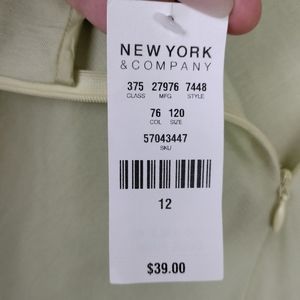 NEW YORK
& COMPANY
375 27976 7448
CLASS MFG STYLE
76 120
COL SIZE
57043447
SKU
12
$39.00